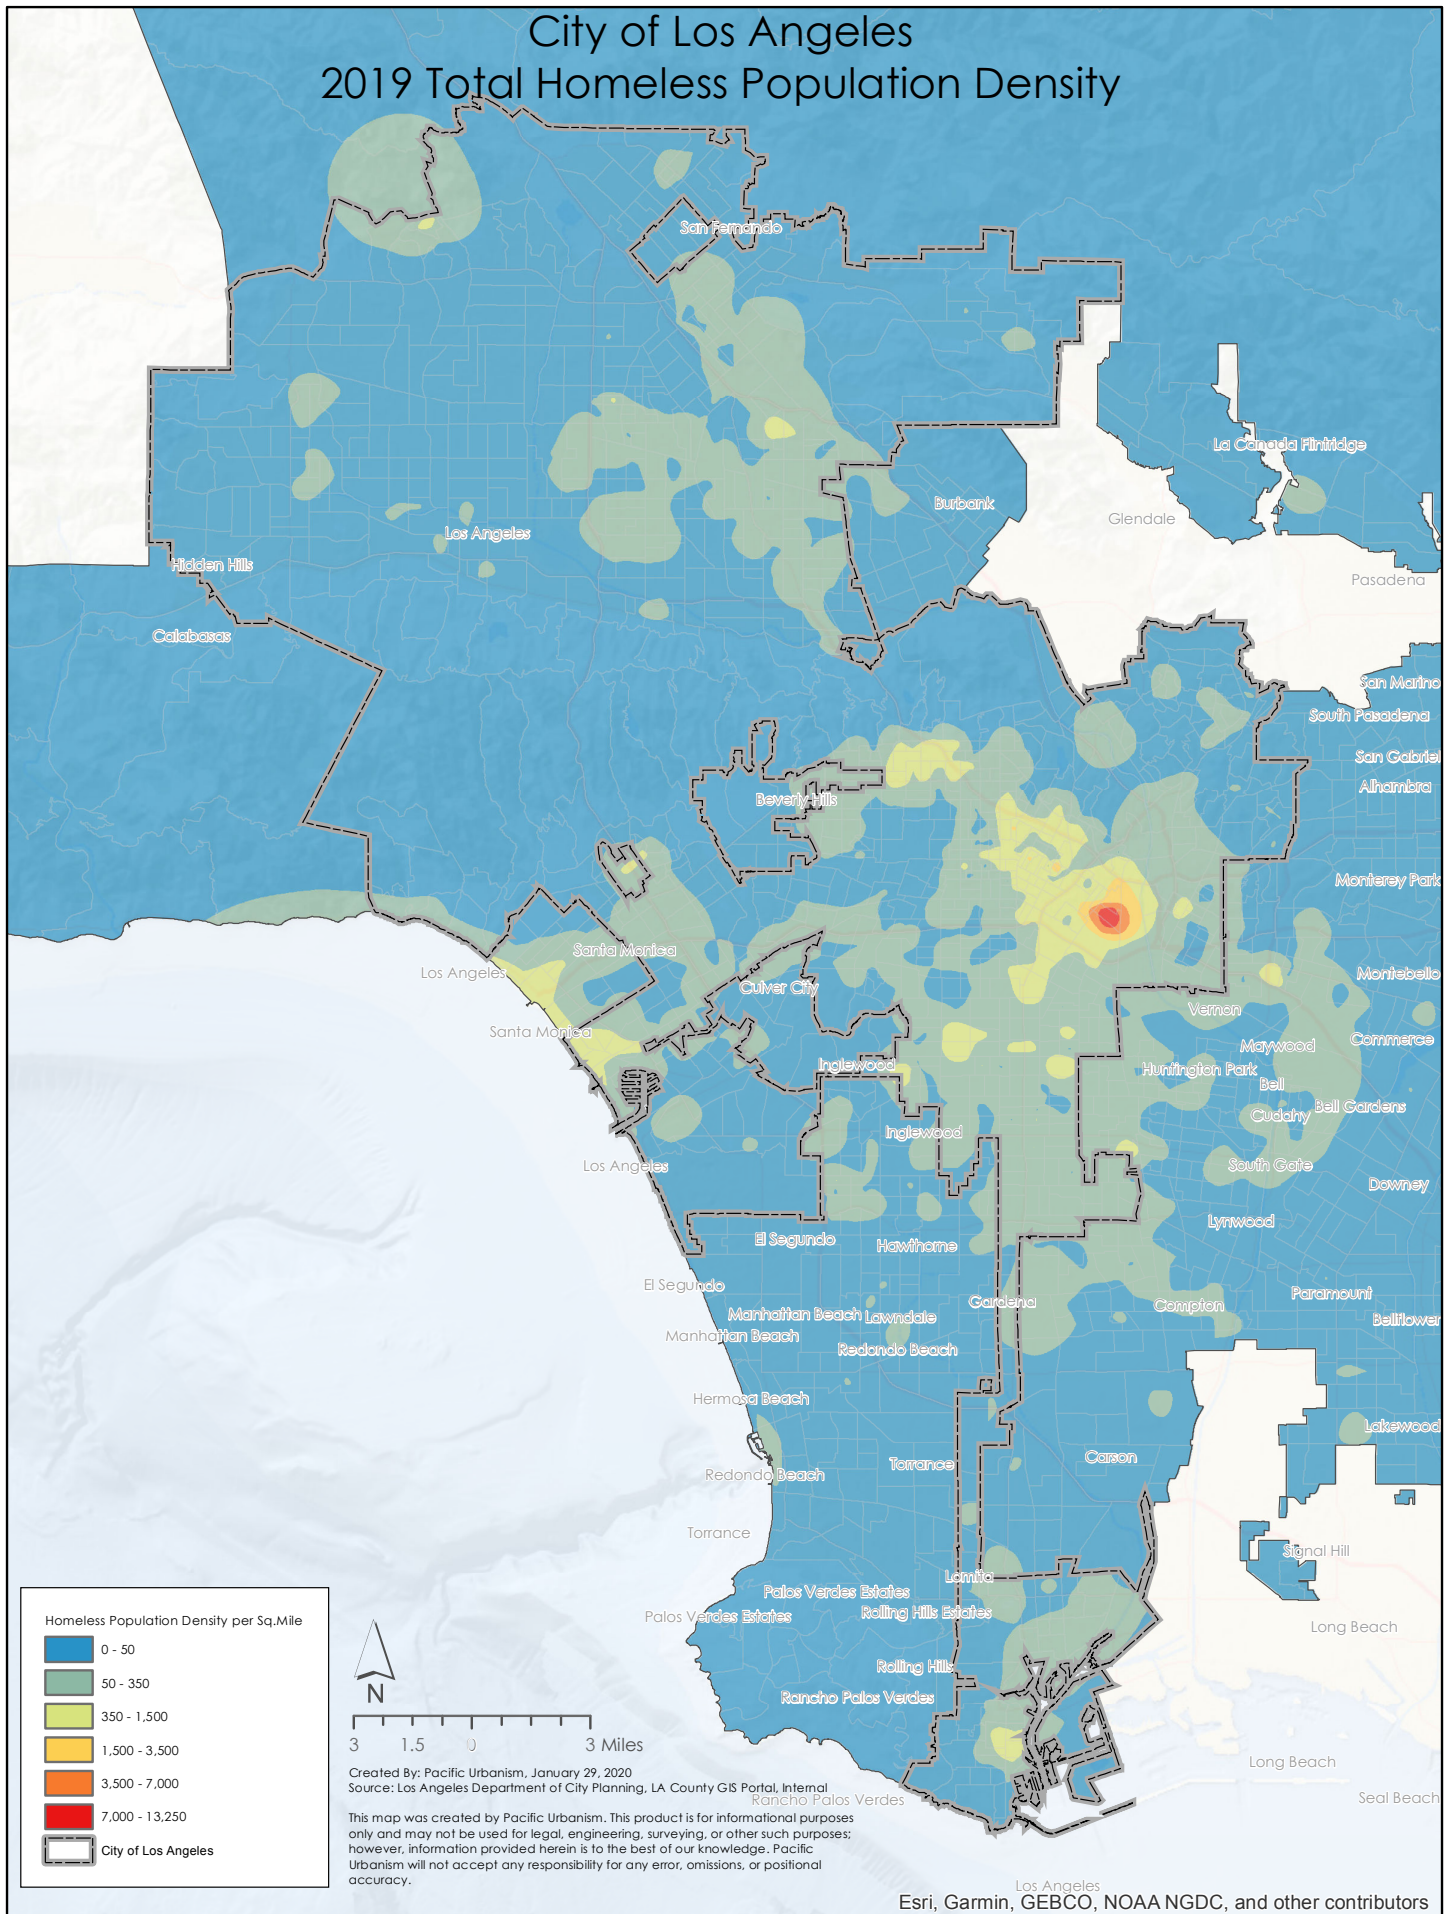 City of Los Angeles
2019 Total Homeless Population Density
San Fernando
La Canada Flintridge
Burbank
Glendale
Los Angeles
Hidden Hills
Pasadena
Calabasas
San Marino
South Pasadena
San Gabriel
Alhambra
Beverly Hills
Monterey Park
Santa Monica
Los Angeles
Montebello
Culver City
Vernon
Santa Monica
Commerce
Maywood
Inglewood
Huntington Park
Bell
Bell Gardens
Cudahy
Inglewood
Los Angeles
South Gate
Downey
Lynwood
El Segundo
Hawthorne
El Segundo
Paramount
Gardena
Compton
Manhattan Beach
Lawndale
Bellflower
Manhattan Beach
Redondo Beach
Hermosa Beach
Lakewood
Carson
Torrance
Redondo Beach
Torrance
Signal Hill
Lomita
Palos Verdes Estates
Rolling Hills Estates
Palos Verdes Estates
Long Beach
Rolling Hills
Rancho Palos Verdes
Long Beach
Rancho Palos Verdes
Seal Beach
Los Angeles
Homeless Population Density per Sq.Mile
0 - 50
50 - 350
350 - 1,500
1,500 - 3,500
3,500 - 7,000
7,000 - 13,250
City of Los Angeles
N
3 1.5 0 3 Miles
Created By: Pacific Urbanism, January 29, 2020
Source: Los Angeles Department of City Planning, LA County GIS Portal, Internal
This map was created by Pacific Urbanism. This product is for informational purposes
only and may not be used for legal, engineering, surveying, or other such purposes;
however, information provided herein is to the best of our knowledge. Pacific
Urbanism will not accept any responsibility for any error, omissions, or positional
accuracy.
Esri, Garmin, GEBCO, NOAA NGDC, and other contributors